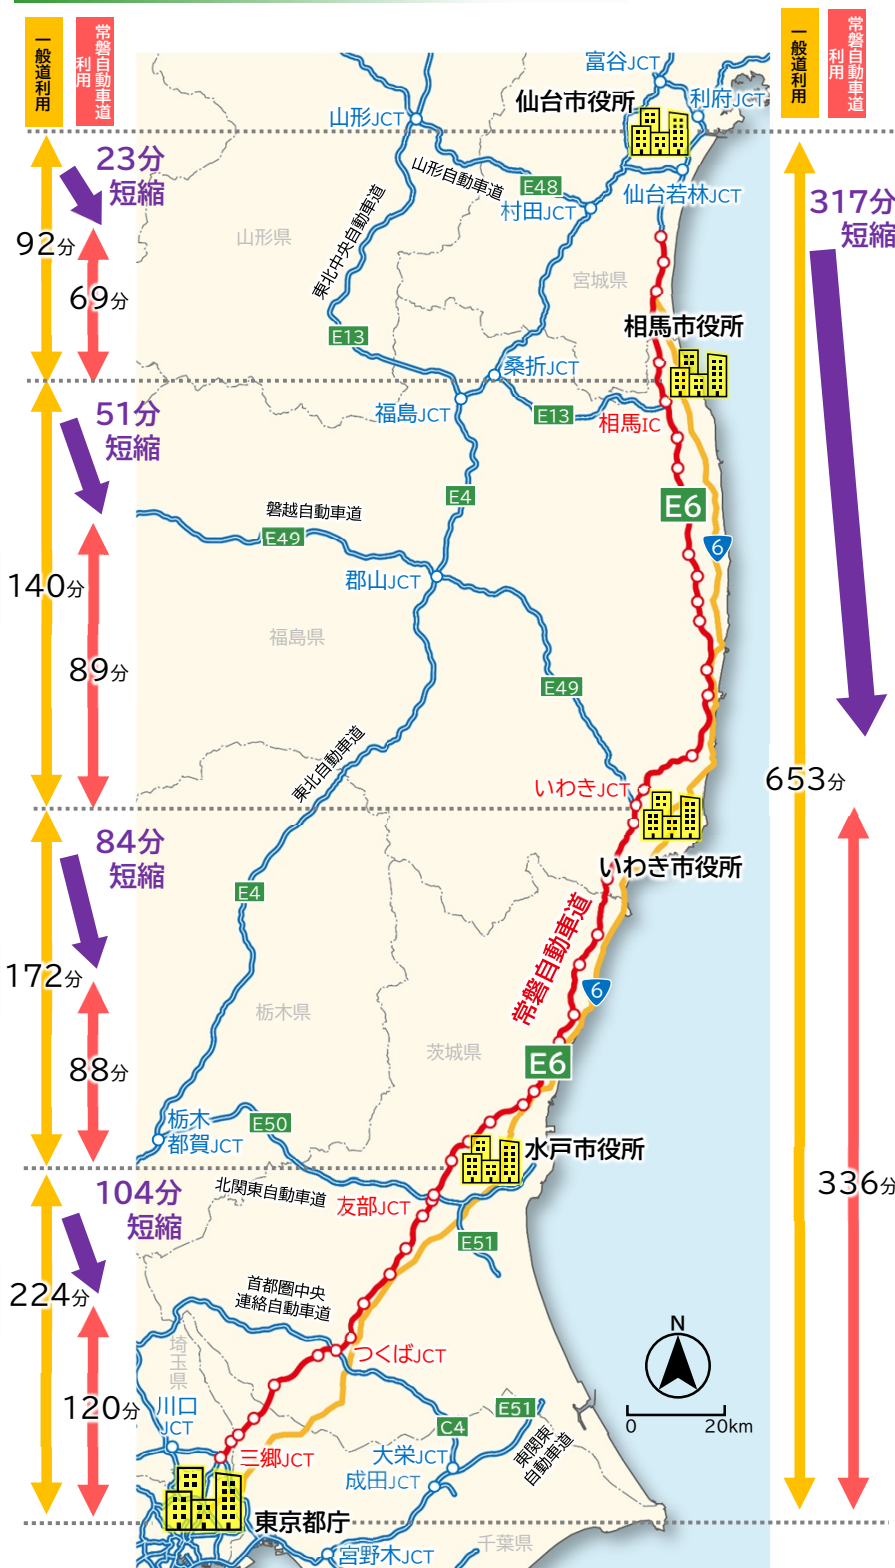 一般道利用
常磐自動車道
利用
一般道利用
常磐自動車道
利用
富谷JCT
仙台市役所
利府JCT
山形JCT
23分
短縮
山形自動車道
E48
仙台若林JCT
村田JCT
317分
短縮
92分
69分
山形県
東北中央自動車道
宮城県
E13
相馬市役所
桑折JCT
福島JCT
E13
相馬IC
51分
短縮
E4
E6
磐越自動車道
E49
6
郡山JCT
140分
福島県
89分
E49
東北自動車道
いわきJCT
653分
84分
短縮
いわき市役所
E4
常磐自動車道
172分
6
栃木県
茨城県
E6
88分
栃木
都賀JCT
E50
水戸市役所
北関東自動車道
友部JCT
104分
短縮
336分
E51
224分
首都圏中央
連絡自動車道
N
埼玉県
つくばJCT
120分
川口
JCT
E51
C4
0 20km
三郷JCT
大栄JCT
成田JCT
東関東
自動車道
東京都庁
千葉県
宮野木JCT